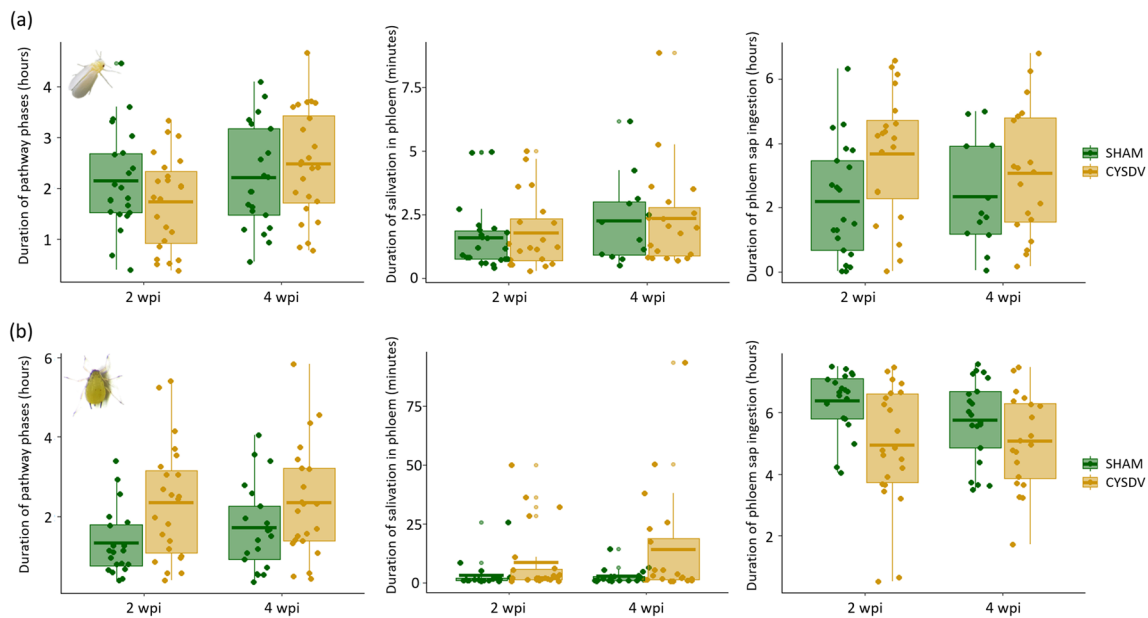 (a)
Duration of pathway phases (hours)
4
3
2
1
2 wpi
4 wpi
Duration of salivation in phloem (minutes)
7.5
5
2.5
0
2 wpi
4 wpi
Duration of phloem sap ingestion (hours)
6
4
2
0
2 wpi
4 wpi
SHAM
CYSDV
(b)
Duration of pathway phases (hours)
6
4
2
2 wpi
4 wpi
Duration of salivation in phloem (minutes)
75
50
25
0
2 wpi
4 wpi
Duration of phloem sap ingestion (hours)
6
4
2
2 wpi
4 wpi
SHAM
CYSDV